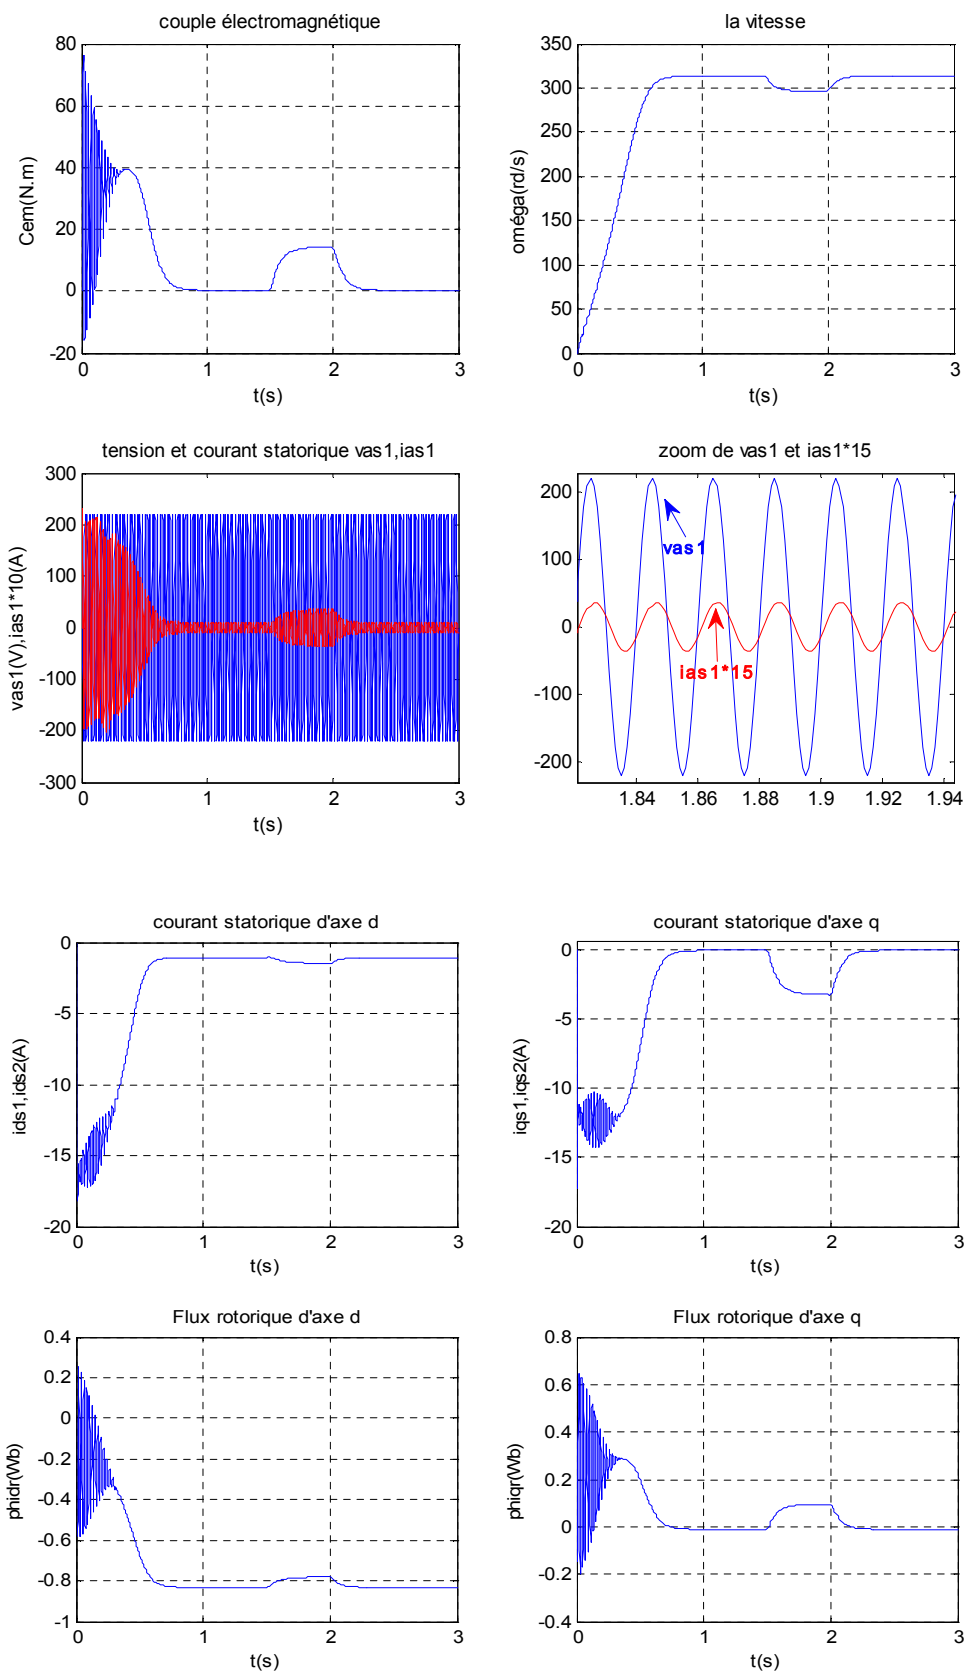 couple électromagnétique
80
60
40
20
0
-20
Cem(N.m)
0 1 2 3
t(s)
la vitesse
350
300
250
200
150
100
50
0
oméga(rd/s)
0 1 2 3
t(s)
tension et courant statorique vas1,ias1
300
200
100
0
-100
-200
-300
vas1(V),ias1*10(A)
0 1 2 3
t(s)
zoom de vas1 et ias1*15
200
100
0
-100
-200
vas1
ias1*15
1.84 1.86 1.88 1.9 1.92 1.94
courant statorique d'axe d
0
-5
-10
-15
-20
ids1,ids2(A)
0 1 2 3
t(s)
courant statorique d'axe q
0
-5
-10
-15
-20
iqs1,iqs2(A)
0 1 2 3
t(s)
Flux rotorique d'axe d
0.4
0.2
0
-0.2
-0.4
-0.6
-0.8
-1
phidr(Wb)
0 1 2 3
t(s)
Flux rotorique d'axe q
0.8
0.6
0.4
0.2
0
-0.2
-0.4
phiqr(Wb)
0 1 2 3
t(s)